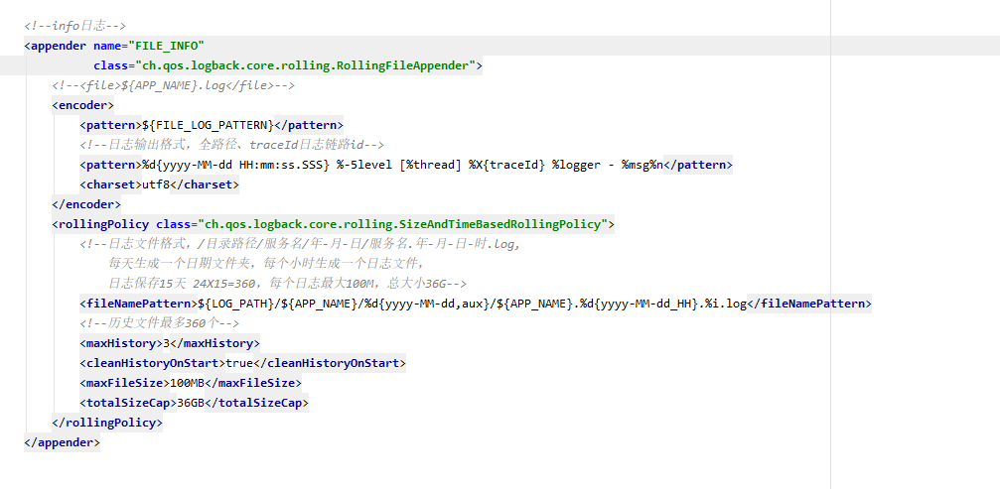 <!--info日志-->
<appender name="FILE_INFO"
class="ch.qos.logback.core.rolling.RollingFileAppender">
<!--<file>${APP_NAME}.log</file>-->
<encoder>
<pattern>${FILE_LOG_PATTERN}</pattern>
<!--日志输出格式，全路径、traceId日志链路id-->
<pattern>%d{yyyy-MM-dd HH:mm:ss.SSS} %-5level [%thread] %X{traceId} %logger - %msg%n</pattern>
<charset>utf8</charset>
</encoder>
<rollingPolicy class="ch.qos.logback.core.rolling.SizeAndTimeBasedRollingPolicy">
<!--日志文件格式，/目录路径/服务名/年-月-日/服务名.年-月-日-时.log,
每天生成一个日期文件夹，每个小时生成一个日志文件，
日志保存15天 24X15=360，每个日志最大100M，总大小36G-->
<fileNamePattern>${LOG_PATH}/${APP_NAME}/%d{yyyy-MM-dd,aux}/${APP_NAME}.%d{yyyy-MM-dd_HH}.%i.log</fileNamePattern>
<!--历史文件最多360个-->
<maxHistory>3</maxHistory>
<cleanHistoryOnStart>true</cleanHistoryOnStart>
<maxFileSize>100MB</maxFileSize>
<totalSizeCap>36GB</totalSizeCap>
</rollingPolicy>
</appender>